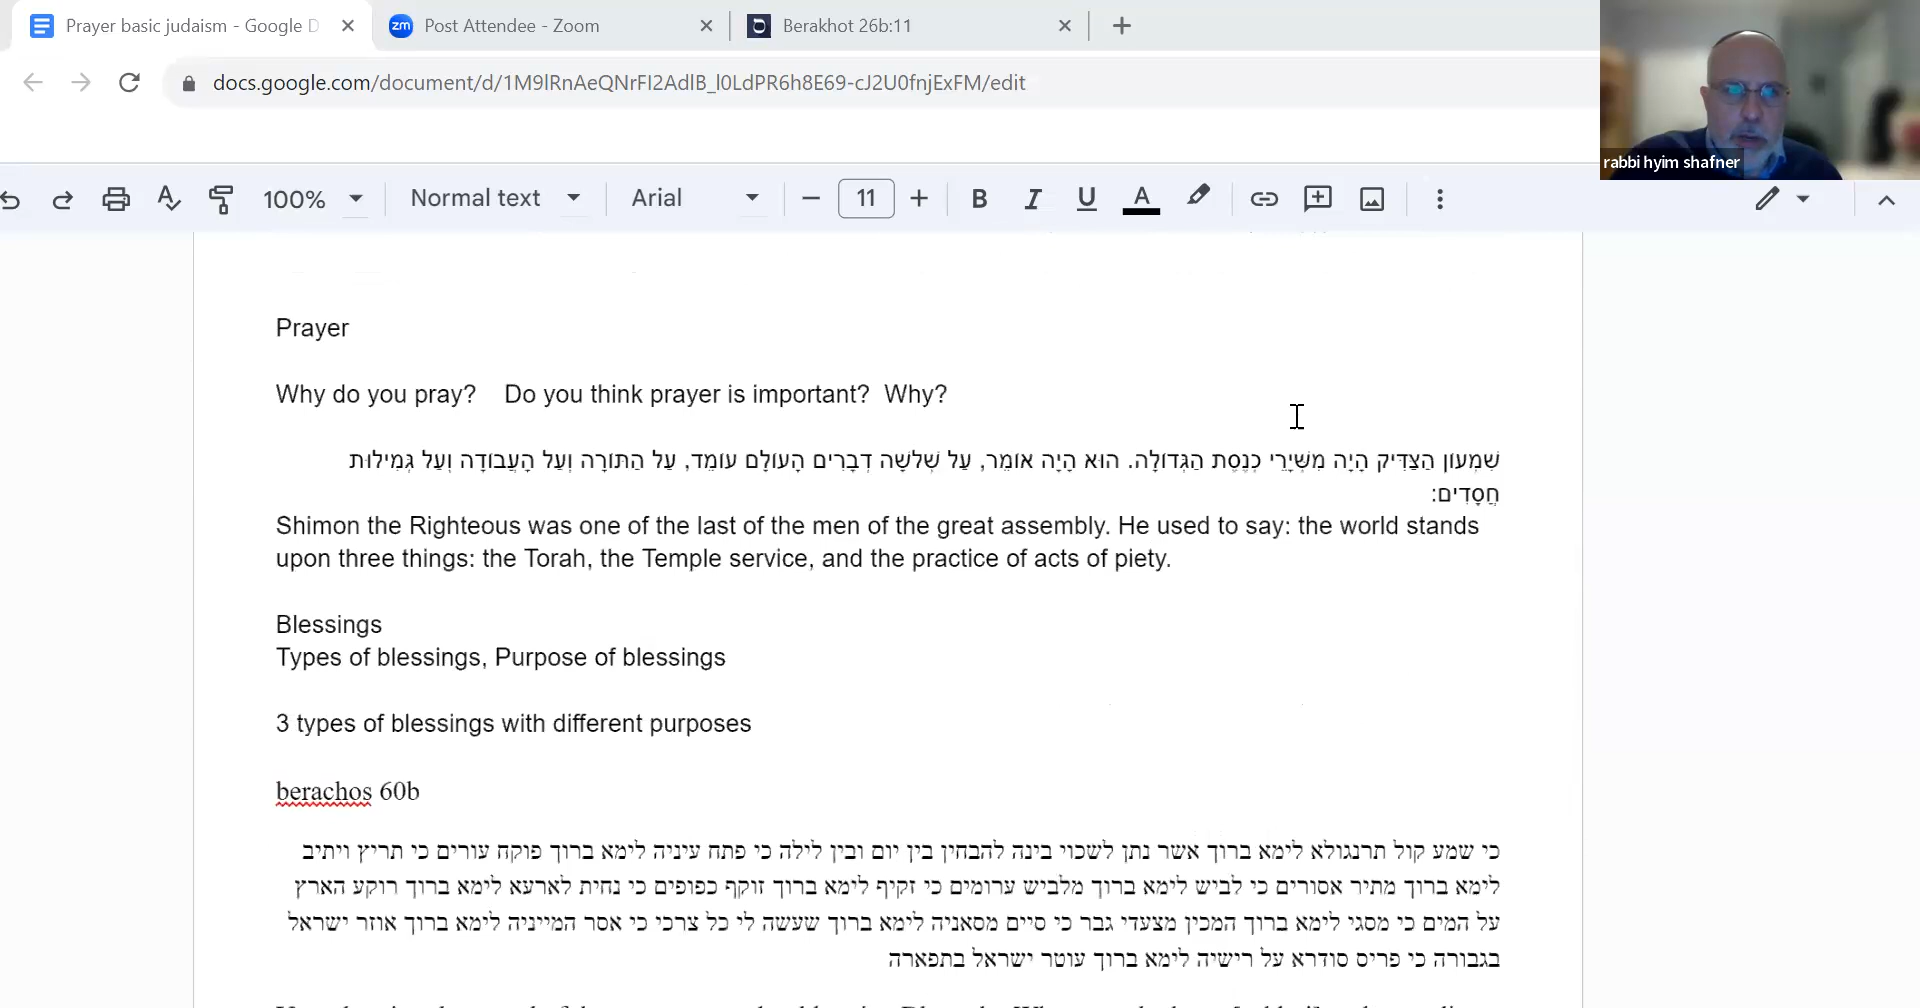 Prayer basic judaism - Google D
Post Attendee - Zoom
Berakhot 26b:11
docs.google.com/document/d/1M9lRnAeQNrFI2AdlB_l0LdPR6h8E69-cJ2U0fnjExFM/edit
rabbi hyim shafner
100% Normal text Arial 11 B I U A
Prayer
Why do you pray? Do you think prayer is important? Why?
שִׁמְעוֹן הַצַּדִּיק הָיָה מִשְּׁיָרֵי כְנֶסֶת הַגְּדוֹלָה. הוּא הָיָה אוֹמֵר, עַל שְׁלשָׁה דְבָרִים הָעוֹלָם עוֹמֵד, עַל הַתּוֹרָה וְעַל הָעֲבוֹדָה וְעַל גְּמִילוּת
חֲסָדִים:
Shimon the Righteous was one of the last of the men of the great assembly. He used to say: the world stands
upon three things: the Torah, the Temple service, and the practice of acts of piety.
Blessings
Types of blessings, Purpose of blessings
3 types of blessings with different purposes
berachos 60b
כי שמע קול תרנגולא לימא ברוך אשר נתן לשכוי בינה להבחין בין יום ובין לילה כי פתח עיניה לימא ברוך פוקח עורים כי תריץ ויתיב
לימא ברוך מתיר אסורים כי לביש לימא ברוך מלביש ערומים כי זקיף לימא ברוך זוקף כפופים כי נחית לארעא לימא ברוך רוקע הארץ
על המים כי מסגי לימא ברוך המכין מצעדי גבר כי סיים מסאניה לימא ברוך שעשה לי כל צרכי כי אסר המייניה לימא ברוך אוזר ישראל
בגבורה כי פריס סודרא על רישיה לימא ברוך עוטר ישראל בתפארה